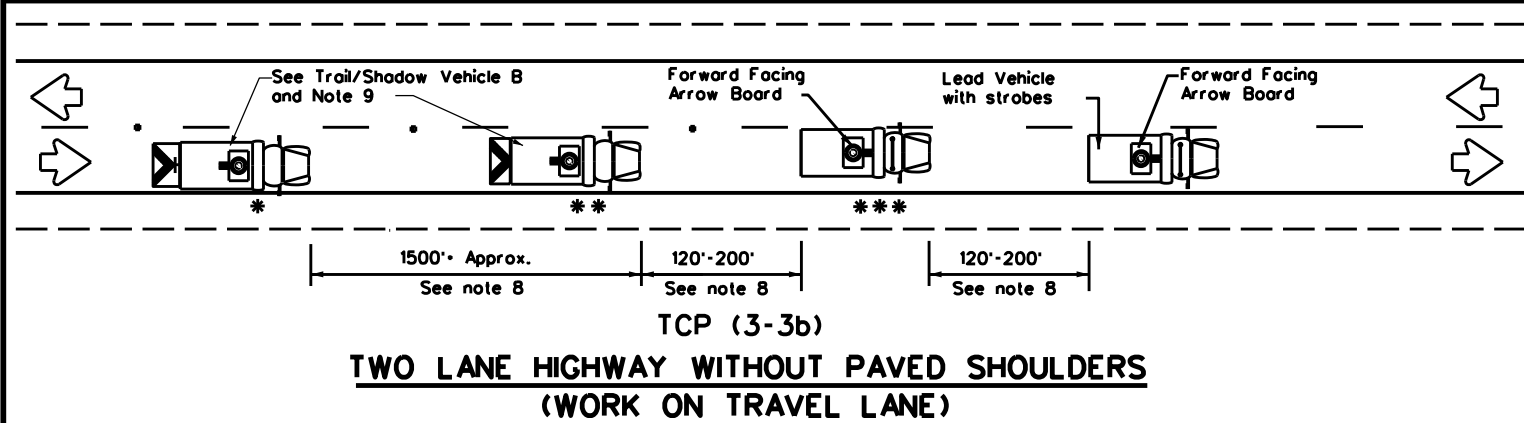 See Trail/Shadow Vehicle B
and Note 9
Forward Facing
Arrow Board
Lead Vehicle
with strobes
Forward Facing
Arrow Board
*
**
***
1500'+ Approx.
See note 8
120'-200'
See note 8
120'-200'
See note 8
TCP (3-3b)
TWO LANE HIGHWAY WITHOUT PAVED SHOULDERS
(WORK ON TRAVEL LANE)